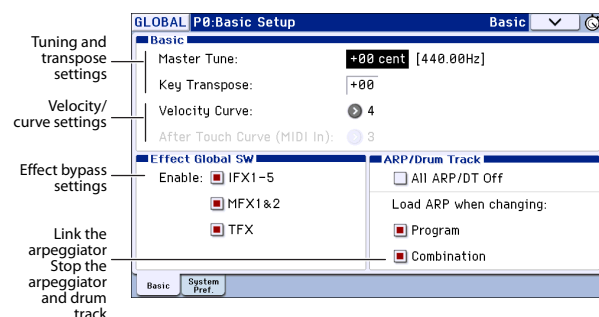 GLOBAL P0:Basic Setup Basic
Basic
Tuning and
transpose
settings
Master Tune: +00 cent [440.00Hz]
Key Transpose: +00
Velocity/
curve settings
Velocity Curve: 4
After Touch Curve (MIDI In): 3
Effect Global SW
ARP/Drum Track
Effect bypass
settings
Enable: IFX1-5
MFX1&2
TFX
All ARP/DT Off
Load ARP when changing:
Program
Combination
Link the
arpeggiator
Stop the
arpeggiator
and drum
track
Basic
System
Pref.